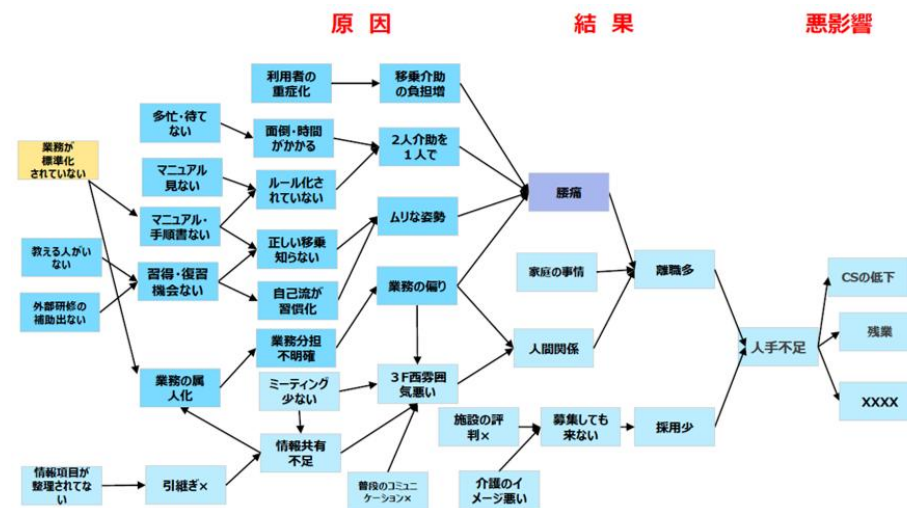 原 因
結 果
悪影響
利用者の
重症化
移乗介助
の負担増
多忙・待て
ない
面倒・時間
がかかる
2人介助を
1人で
業務が
標準化
されていない
マニュアル
見ない
ルール化さ
れていない
腰痛
マニュアル・
手順書ない
正しい移乗
知らない
ムリな姿勢
教える人がい
ない
習得・復習
機会ない
家庭の事情
離職多
外部研修の
補助出ない
自己流が
習慣化
業務の偏り
CSの低下
業務分担
不明確
人間関係
人手不足
残業
業務の属
人化
ミーティング
少ない
3F西雰囲
気悪い
XXXX
施設の評
判×
募集しても
来ない
採用少
情報共有
不足
情報項目が
整理されてな
い
引継ぎ×
普段のコミュニ
ケーション×
介護のイ
メージ悪い